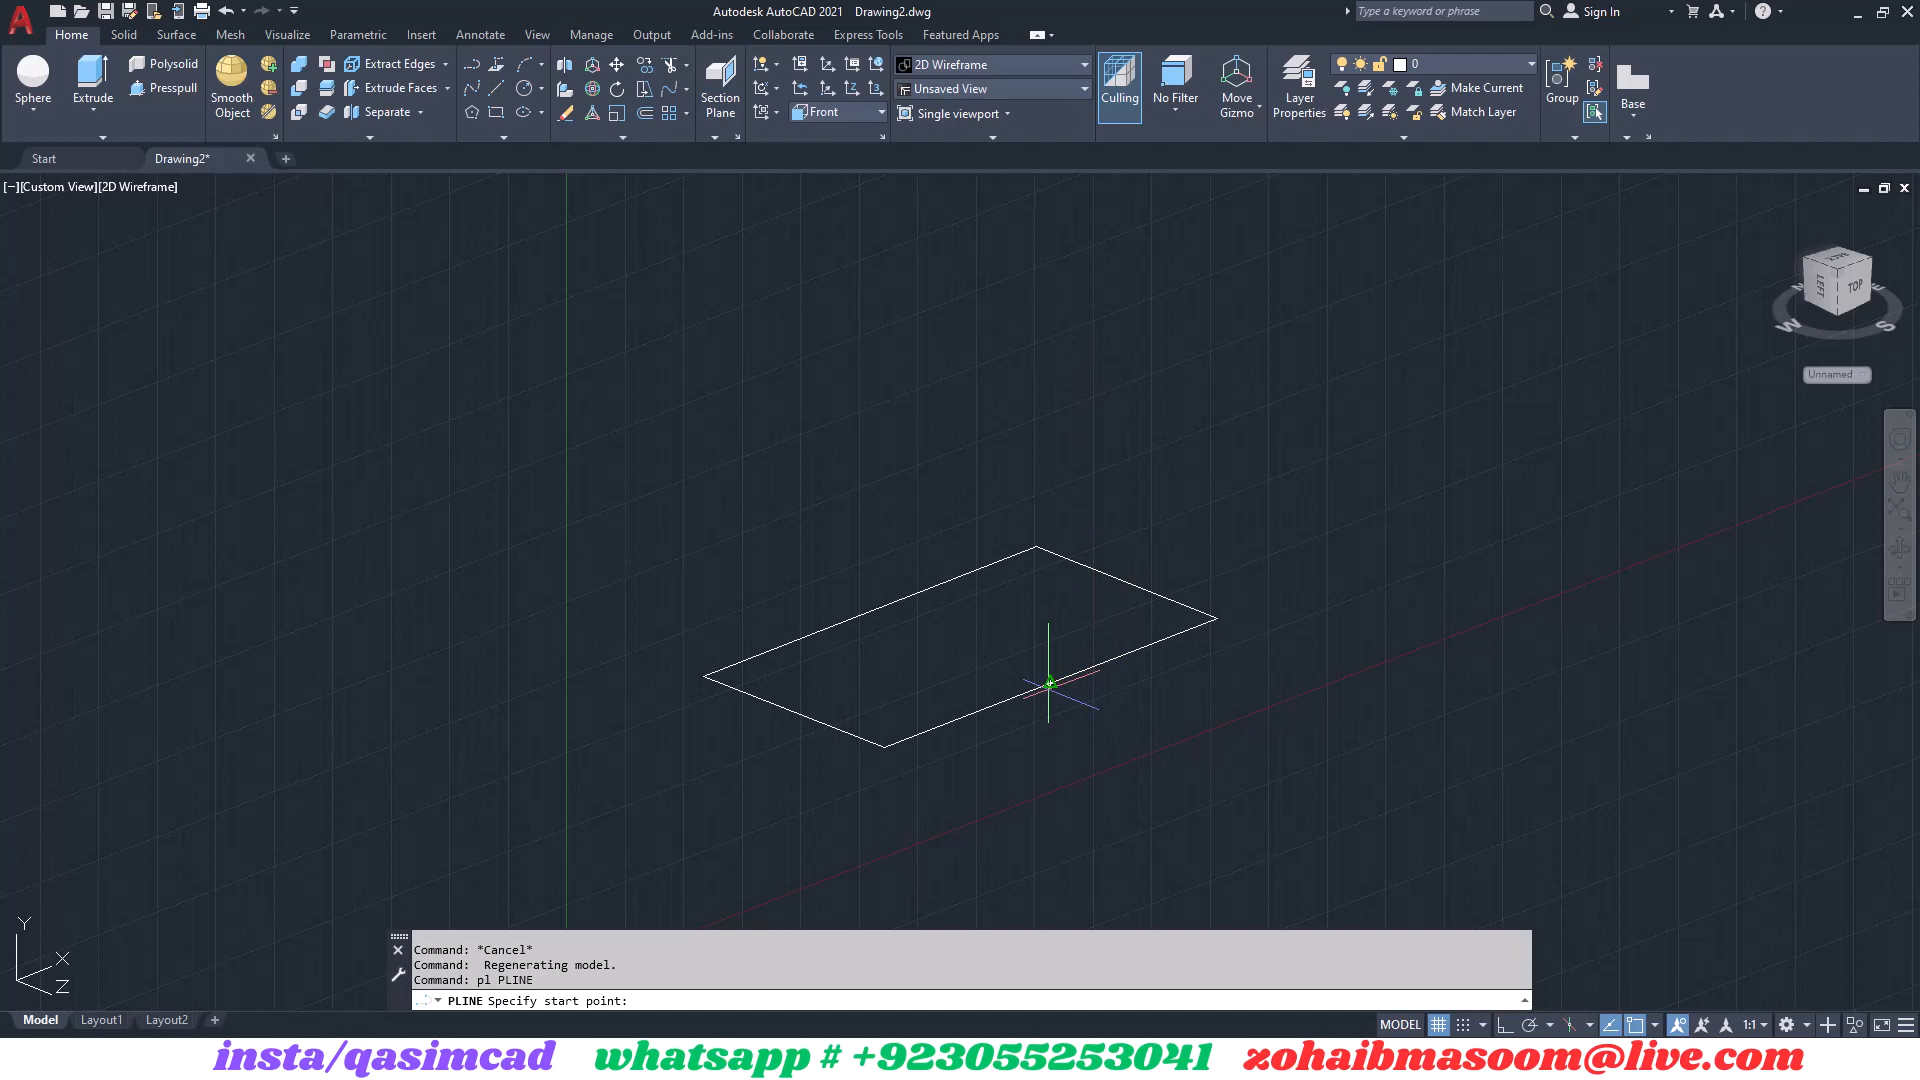 Autodesk AutoCAD 2021 Drawing2.dwg
Type a keyword or phrase
Sign In
Home Solid Surface Mesh Visualize Parametric Insert Annotate View Manage Output Add-ins Collaborate Express Tools Featured Apps
Sphere
Extrude
Polysolid
Presspull
Smooth Object
Extract Edges
Extrude Faces
Separate
Section Plane
Front
2D Wireframe
Unsaved View
Single viewport
Culling
No Filter
Move Gizmo
Layer Properties
0
Make Current
Match Layer
Group
Base
Start Drawing2*
[−][Custom View][2D Wireframe]
LEFT
TOP
W
S
Unnamed
Y
X
Z
Command: *Cancel*
Command: Regenerating model.
Command: pl PLINE
PLINE Specify start point:
Model Layout1 Layout2
MODEL
1:1
insta/qasimcad whatsapp # +923055253041 zohaibmasoom@live.com